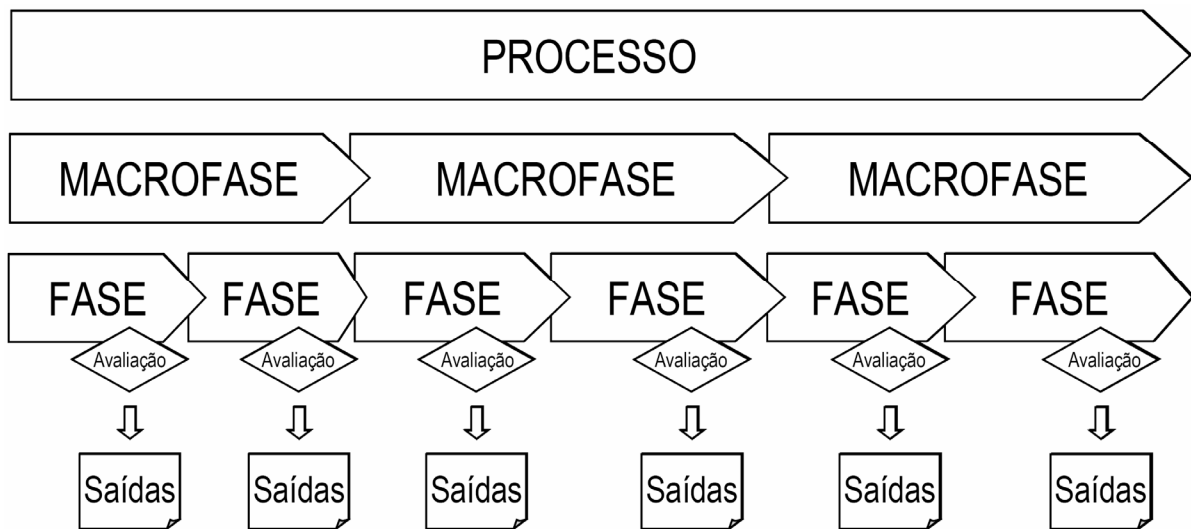 PROCESSO
MACROFASE MACROFASE MACROFASE
FASE FASE FASE FASE FASE FASE
Avaliação Avaliação Avaliação Avaliação Avaliação Avaliação
Saídas Saídas Saídas Saídas Saídas Saídas